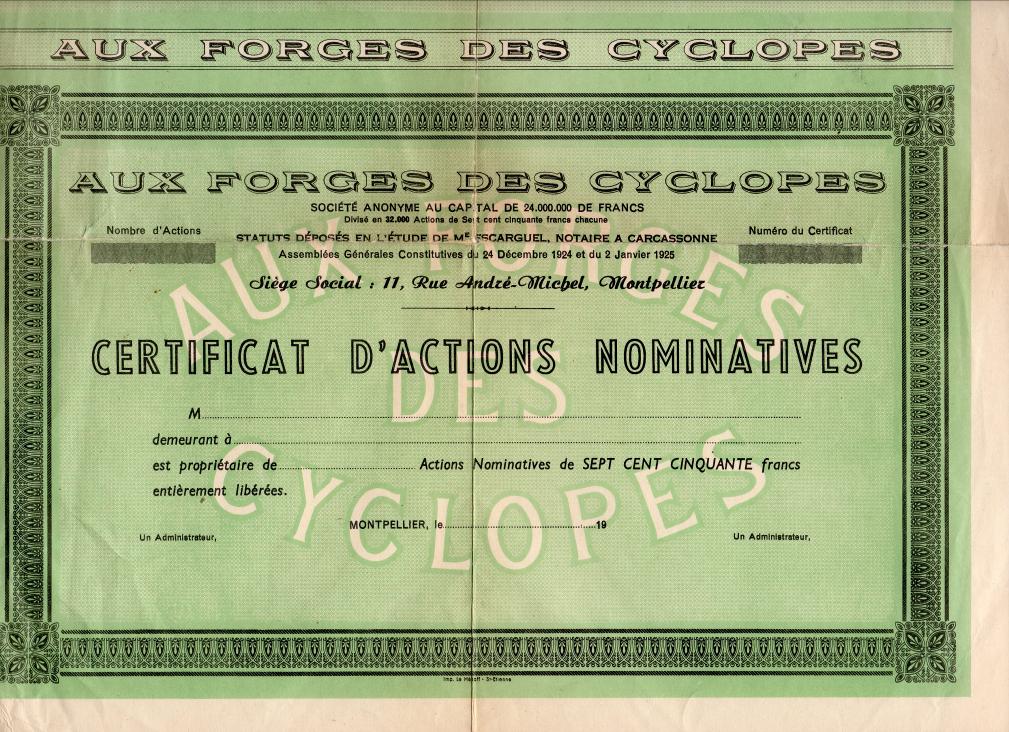 AUX FORGES DES CYCLOPES
AUX FORGES DES CYCLOPES
SOCIÉTÉ ANONYME AU CAPITAL DE 24.000.000 DE FRANCS
Divisé en 32.000 Actions de Sept cent cinquante francs chacune
Nombre d'Actions
Numéro du Certificat
STATUTS DÉPOSÉS EN L'ÉTUDE DE Mᴱ ESCARGUEL, NOTAIRE A CARCASSONNE
Assemblées Générales Constitutives du 24 Décembre 1924 et du 2 Janvier 1925
Siège Social : 11, Rue André-Michel, Montpellier
AUX FORGES
CERTIFICAT D'ACTIONS NOMINATIVES
DES
M
demeurant à
est propriétaire de Actions Nominatives de SEPT CENT CINQUANTE francs
entièrement libérées.
CYCLOPES
MONTPELLIER, le 19
Un Administrateur,
Un Administrateur,
Imp. Le - St-Etienne